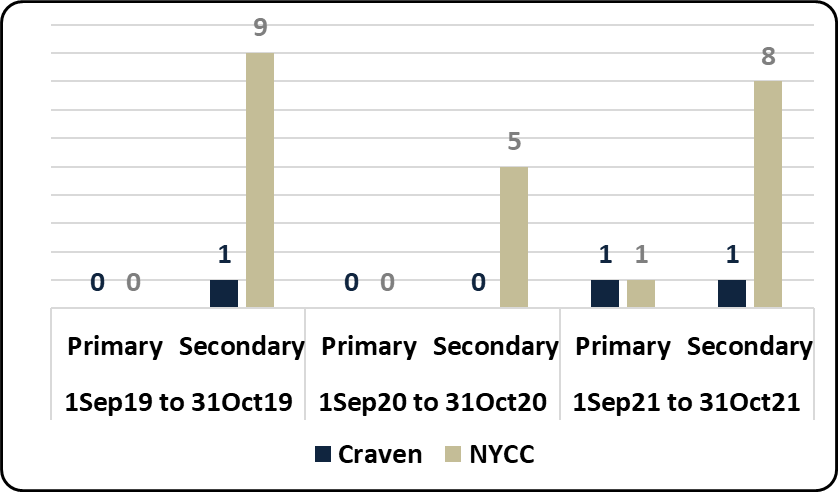 9
8
5
1
1 1 1
0 0
0 0 0
Primary Secondary Primary Secondary Primary Secondary
1Sep19 to 31Oct19 1Sep20 to 31Oct20 1Sep21 to 31Oct21
Craven NYCC